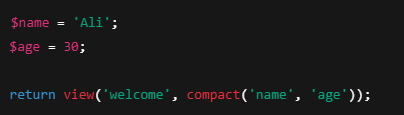 $name = 'Ali';
$age = 30;
return view('welcome', compact('name', 'age'));